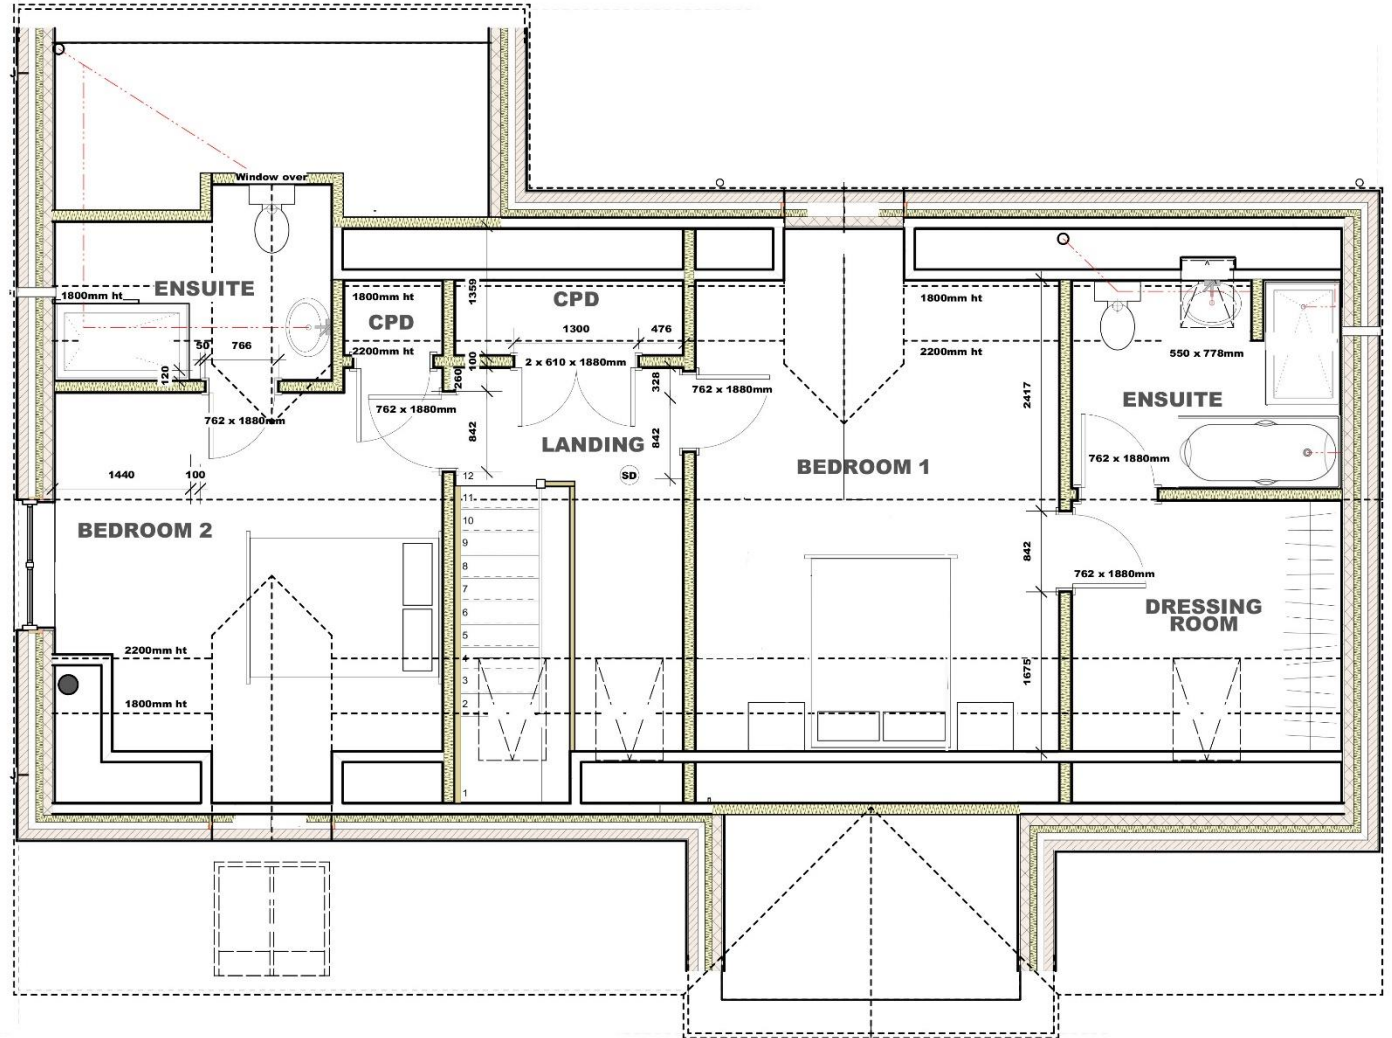 Window over
ENSUITE
1800mm ht
1800mm ht
CPD
2200mm ht
1359
CPD
1300
476
2 x 610 x 1880mm
1800mm ht
2200mm ht
550 x 778mm
50
766
120
100
260
328
762 x 1880mm
762 x 1880mm
762 x 1880mm
842
842
LANDING
SD
2417
ENSUITE
762 x 1880mm
1440
100
BEDROOM 1
BEDROOM 2
12
11
10
9
8
7
6
5
4
3
2
1
842
762 x 1880mm
DRESSING
ROOM
2200mm ht
1800mm ht
1675